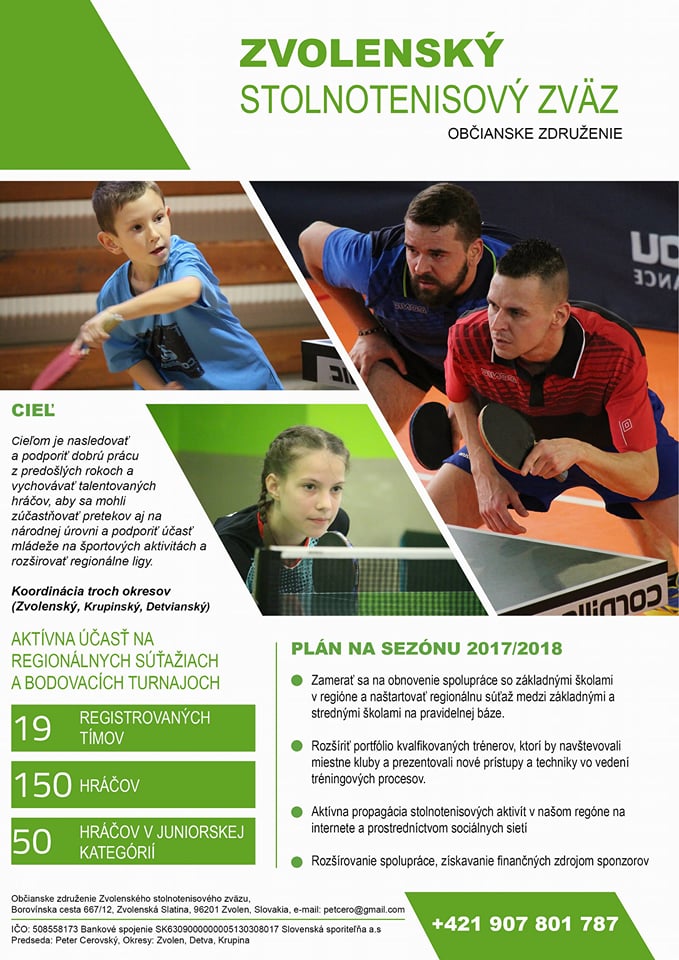 ZVOLENSKÝ
STOLNOTENISOVÝ ZVÄZ
OBČIANSKE ZDRUŽENIE
CIEĽ
Cieľom je nasledovať
a podporiť dobrú prácu
z predošlých rokoch a
vychovávať talentovaných
hráčov, aby sa mohli
zúčastňovať pretekov aj na
národnej úrovni a podporiť účasť
mládeže na športových aktivitách a
rozširovať regionálne ligy.
Koordinácia troch okresov
(Zvolenský, Krupinský, Detvianský)
AKTÍVNA ÚČASŤ NA
REGIONÁLNYCH SÚŤAŽIACH
A BODOVACÍCH TURNAJOCH
19 REGISTROVANÝCH
TÍMOV
150 HRÁČOV
50 HRÁČOV V JUNIORSKEJ
KATEGÓRIÍ
PLÁN NA SEZÓNU 2017/2018
Zamerať sa na obnovenie spolupráce so základnými školami
v regióne a naštartovať regionálnu súťaž medzi základnými a
strednými školami na pravidelnej báze.
Rozšíriť portfólio kvalfikovaných trénerov, ktorí by navštevovali
miestne kluby a prezentovali nové prístupy a techniky vo vedení
tréningových procesov.
Aktívna propagácia stolnotenisových aktivít v našom regóne na
internete a prostredníctvom sociálnych sietí
Rozšírovanie spolupráce, získavanie finančných zdrojom sponzorov
Občianske združenie Zvolenského stolnotenisového zväzu,
Borovinska cesta 667/12, Zvolenská Slatina, 96201 Zvolen, Slovakia, e-mail: petcero@gmail.com
IČO: 508558173 Bankové spojenie SK6309000000005130308017 Slovenská sporiteľňa a.s
Predseda: Peter Cerovský, Okresy: Zvolen, Detva, Krupina
+421 907 801 787